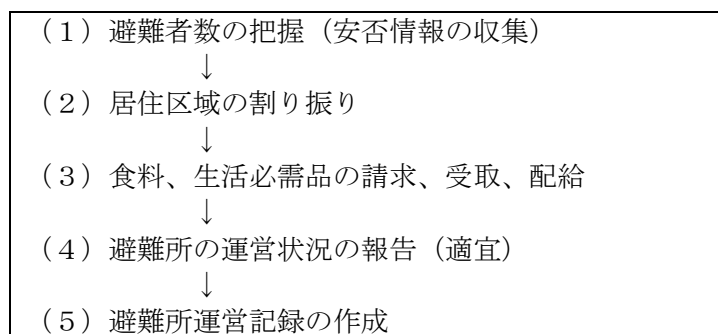 （１）避難者数の把握（安否情報の収集）
↓
（２）居住区域の割り振り
↓
（３）食料、生活必需品の請求、受取、配給
↓
（４）避難所の運営状況の報告（適宜）
↓
（５）避難所運営記録の作成